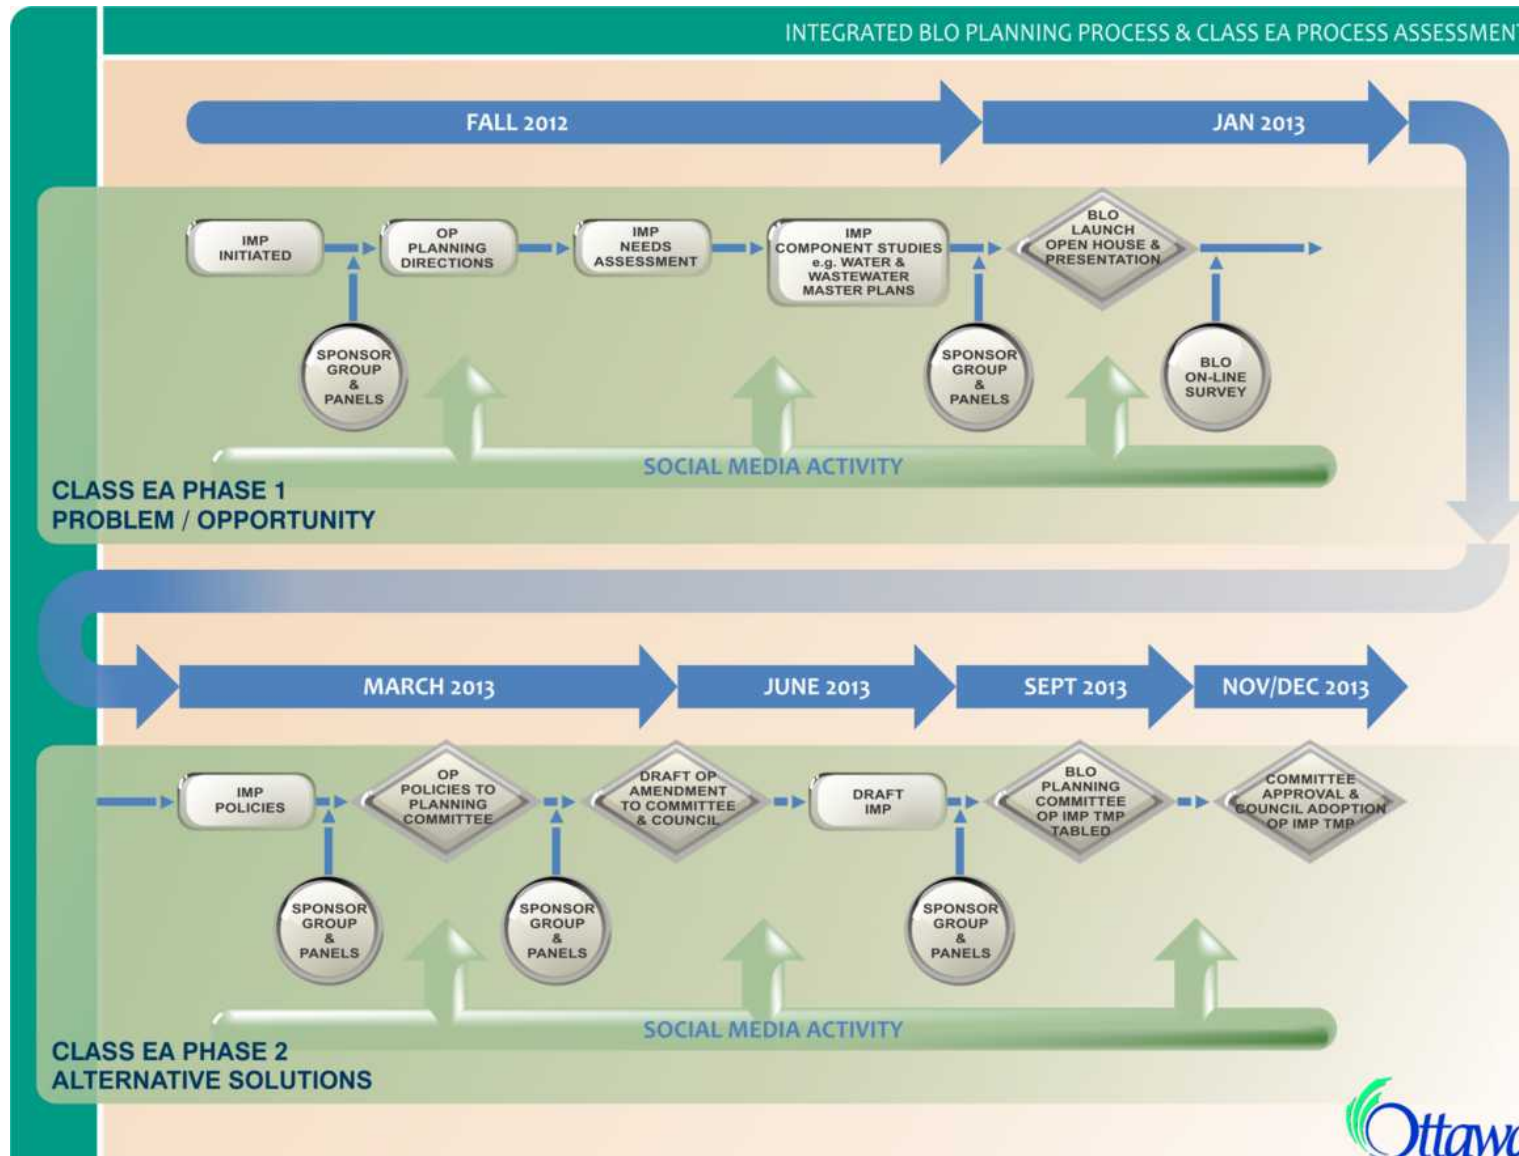 INTEGRATED BLO PLANNING PROCESS & CLASS EA PROCESS ASSESSMENT
FALL 2012
JAN 2013
IMP
INITIATED
OP
PLANNING
DIRECTIONS
IMP
NEEDS
ASSESSMENT
IMP
COMPONENT STUDIES
e.g. WATER &
WASTEWATER
MASTER PLANS
BLO
LAUNCH
OPEN HOUSE &
PRESENTATION
SPONSOR
GROUP
&
PANELS
SPONSOR
GROUP
&
PANELS
BLO
ON-LINE
SURVEY
SOCIAL MEDIA ACTIVITY
CLASS EA PHASE 1
PROBLEM / OPPORTUNITY
MARCH 2013
JUNE 2013
SEPT 2013
NOV/DEC 2013
IMP
POLICIES
OP
POLICIES TO
PLANNING
COMMITTEE
DRAFT OP
AMENDMENT
TO COMMITTEE
& COUNCIL
DRAFT
IMP
BLO
PLANNING
COMMITTEE
OF IMP TMP
TABLED
COMMITTEE
APPROVAL &
COUNCIL ADOPTION
OF IMP TMP
SPONSOR
GROUP
&
PANELS
SPONSOR
GROUP
&
PANELS
SPONSOR
GROUP
&
PANELS
SOCIAL MEDIA ACTIVITY
CLASS EA PHASE 2
ALTERNATIVE SOLUTIONS
Ottawa